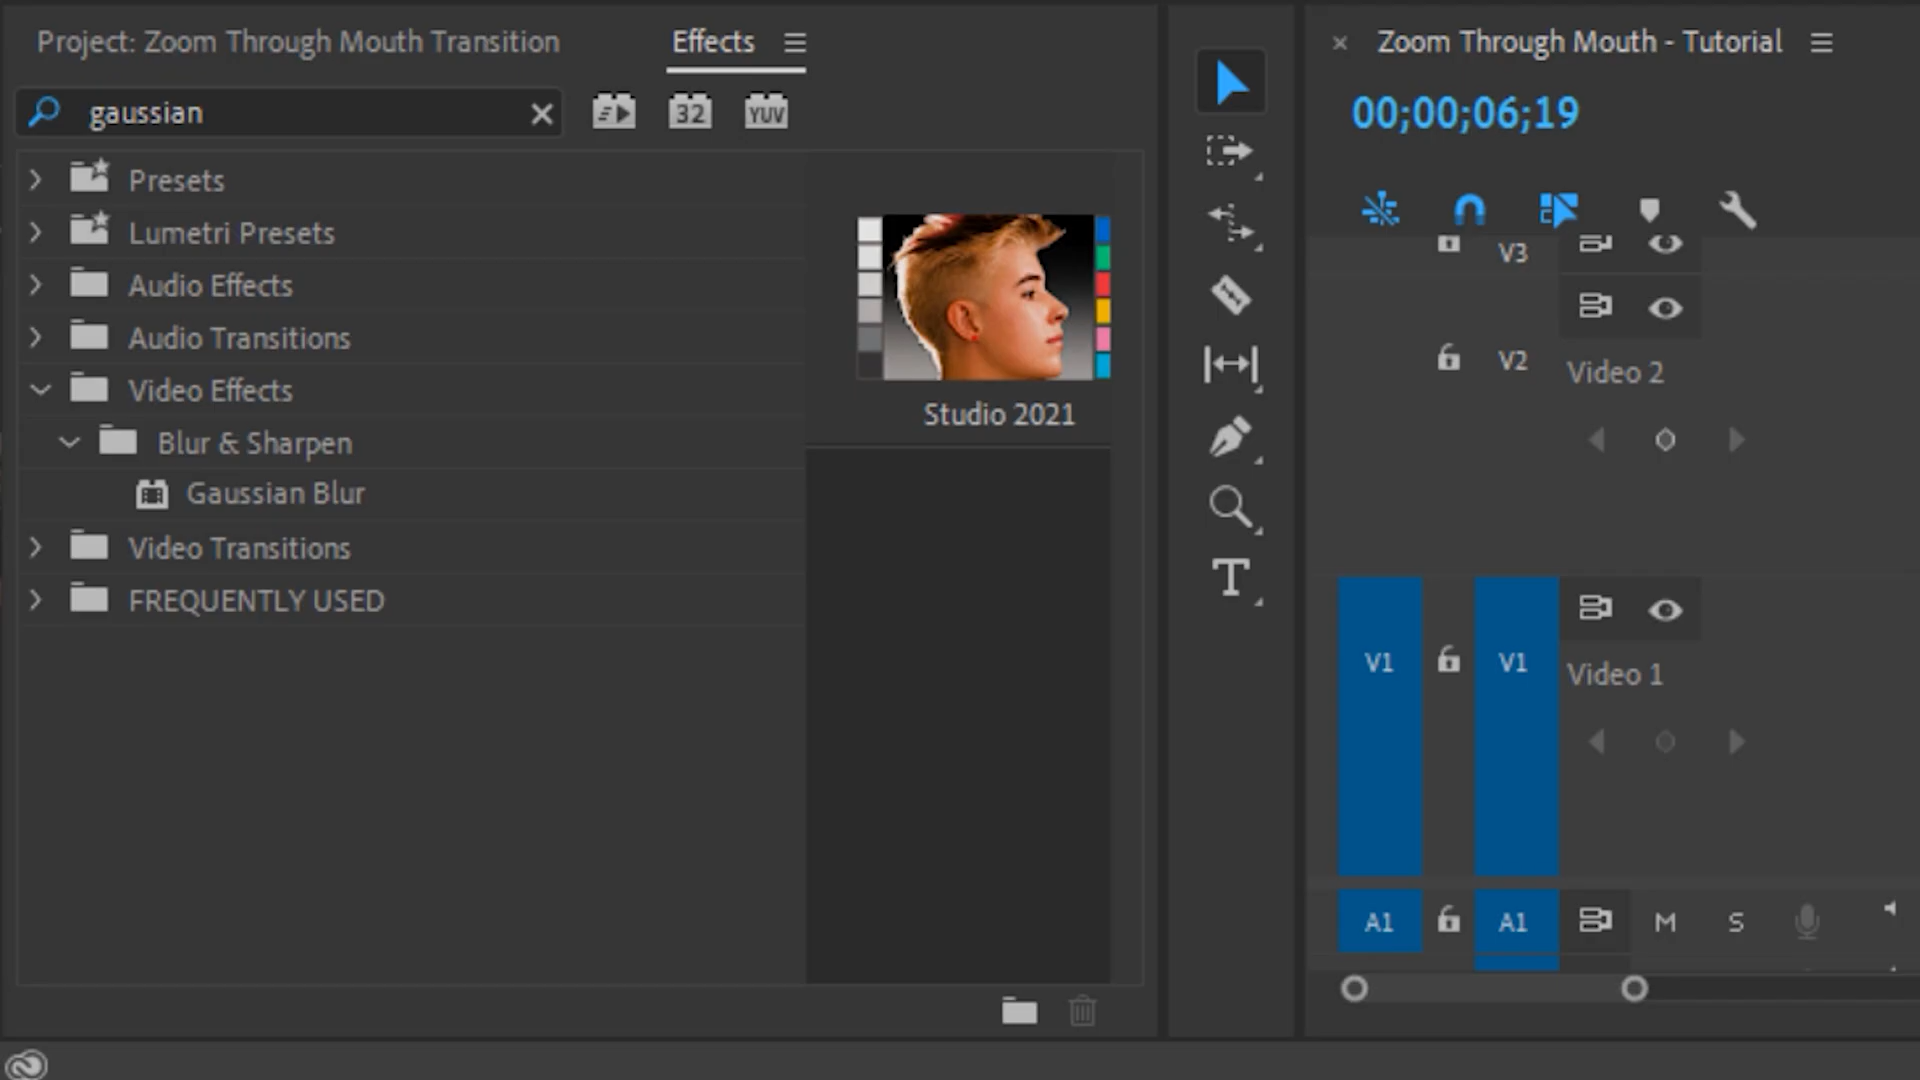 Project: Zoom Through Mouth Transition
Effects
gaussian
32
YUV
Presets
Lumetri Presets
Audio Effects
Audio Transitions
Video Effects
Blur & Sharpen
Gaussian Blur
Video Transitions
FREQUENTLY USED
Studio 2021
T
Zoom Through Mouth - Tutorial
00;00;06;19
V3
V2
Video 2
V1
V1
Video 1
A1
A1
M
S